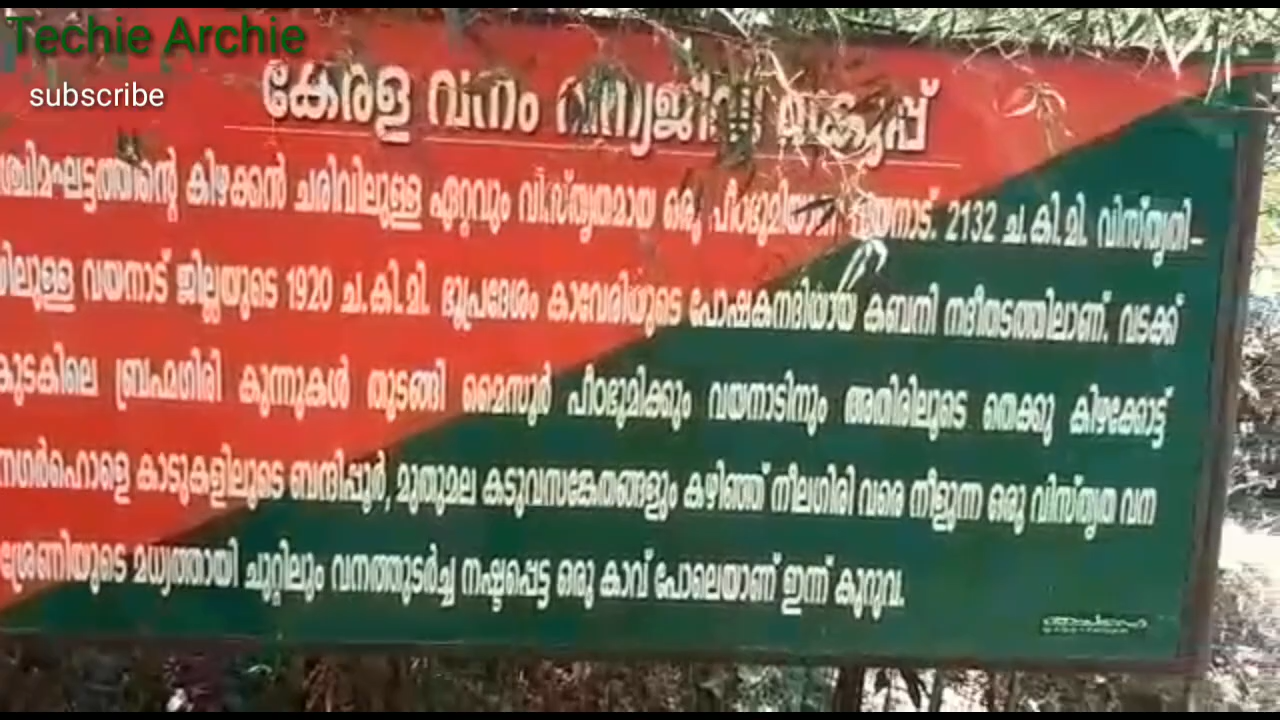 Techie Archie
subscribe
കേരള വനം വന്യജീവി വകുപ്പ്
ശ്ചിമഘട്ടത്തിന്റെ കിഴക്കൻ ചരിവിലുള്ള ഏറ്റവും വിസ്തൃതമായ ഒരു പീഠഭൂമിയാണ് വയനാട്. 2132 ച.കി.മി. വിസ്തൃതി-
യിലുള്ള വയനാട് ജില്ലയുടെ 1920 ച.കി.മി. ഭൂപ്രദേശം കാവേരിയുടെ പോഷകനദിയായ കബനി നദീതടത്തിലാണ്. വടക്ക്
കുടകിലെ ബ്രഹ്മഗിരി കുന്നുകൾ തുടങ്ങി മൈസൂർ പീഠഭൂമിക്കും വയനാടിനും അതിരിലൂടെ തെക്കു കിഴക്കോട്ട്
നഗർഹൊളെ കാടുകളിലൂടെ ബന്ദിപ്പൂർ, മുതുമല കടുവസങ്കേതങ്ങളും കഴിഞ്ഞ് നീലഗിരി വരെ നീളുന്ന ഒരു വിസ്തൃത വന
ശ്രേണിയുടെ മധ്യത്തായി ചുറ്റിലും വനത്തുടർച്ച നഷ്ടപ്പെട്ട ഒരു കാവ് പോലെയാണ് ഇന്ന് കുറുവ.